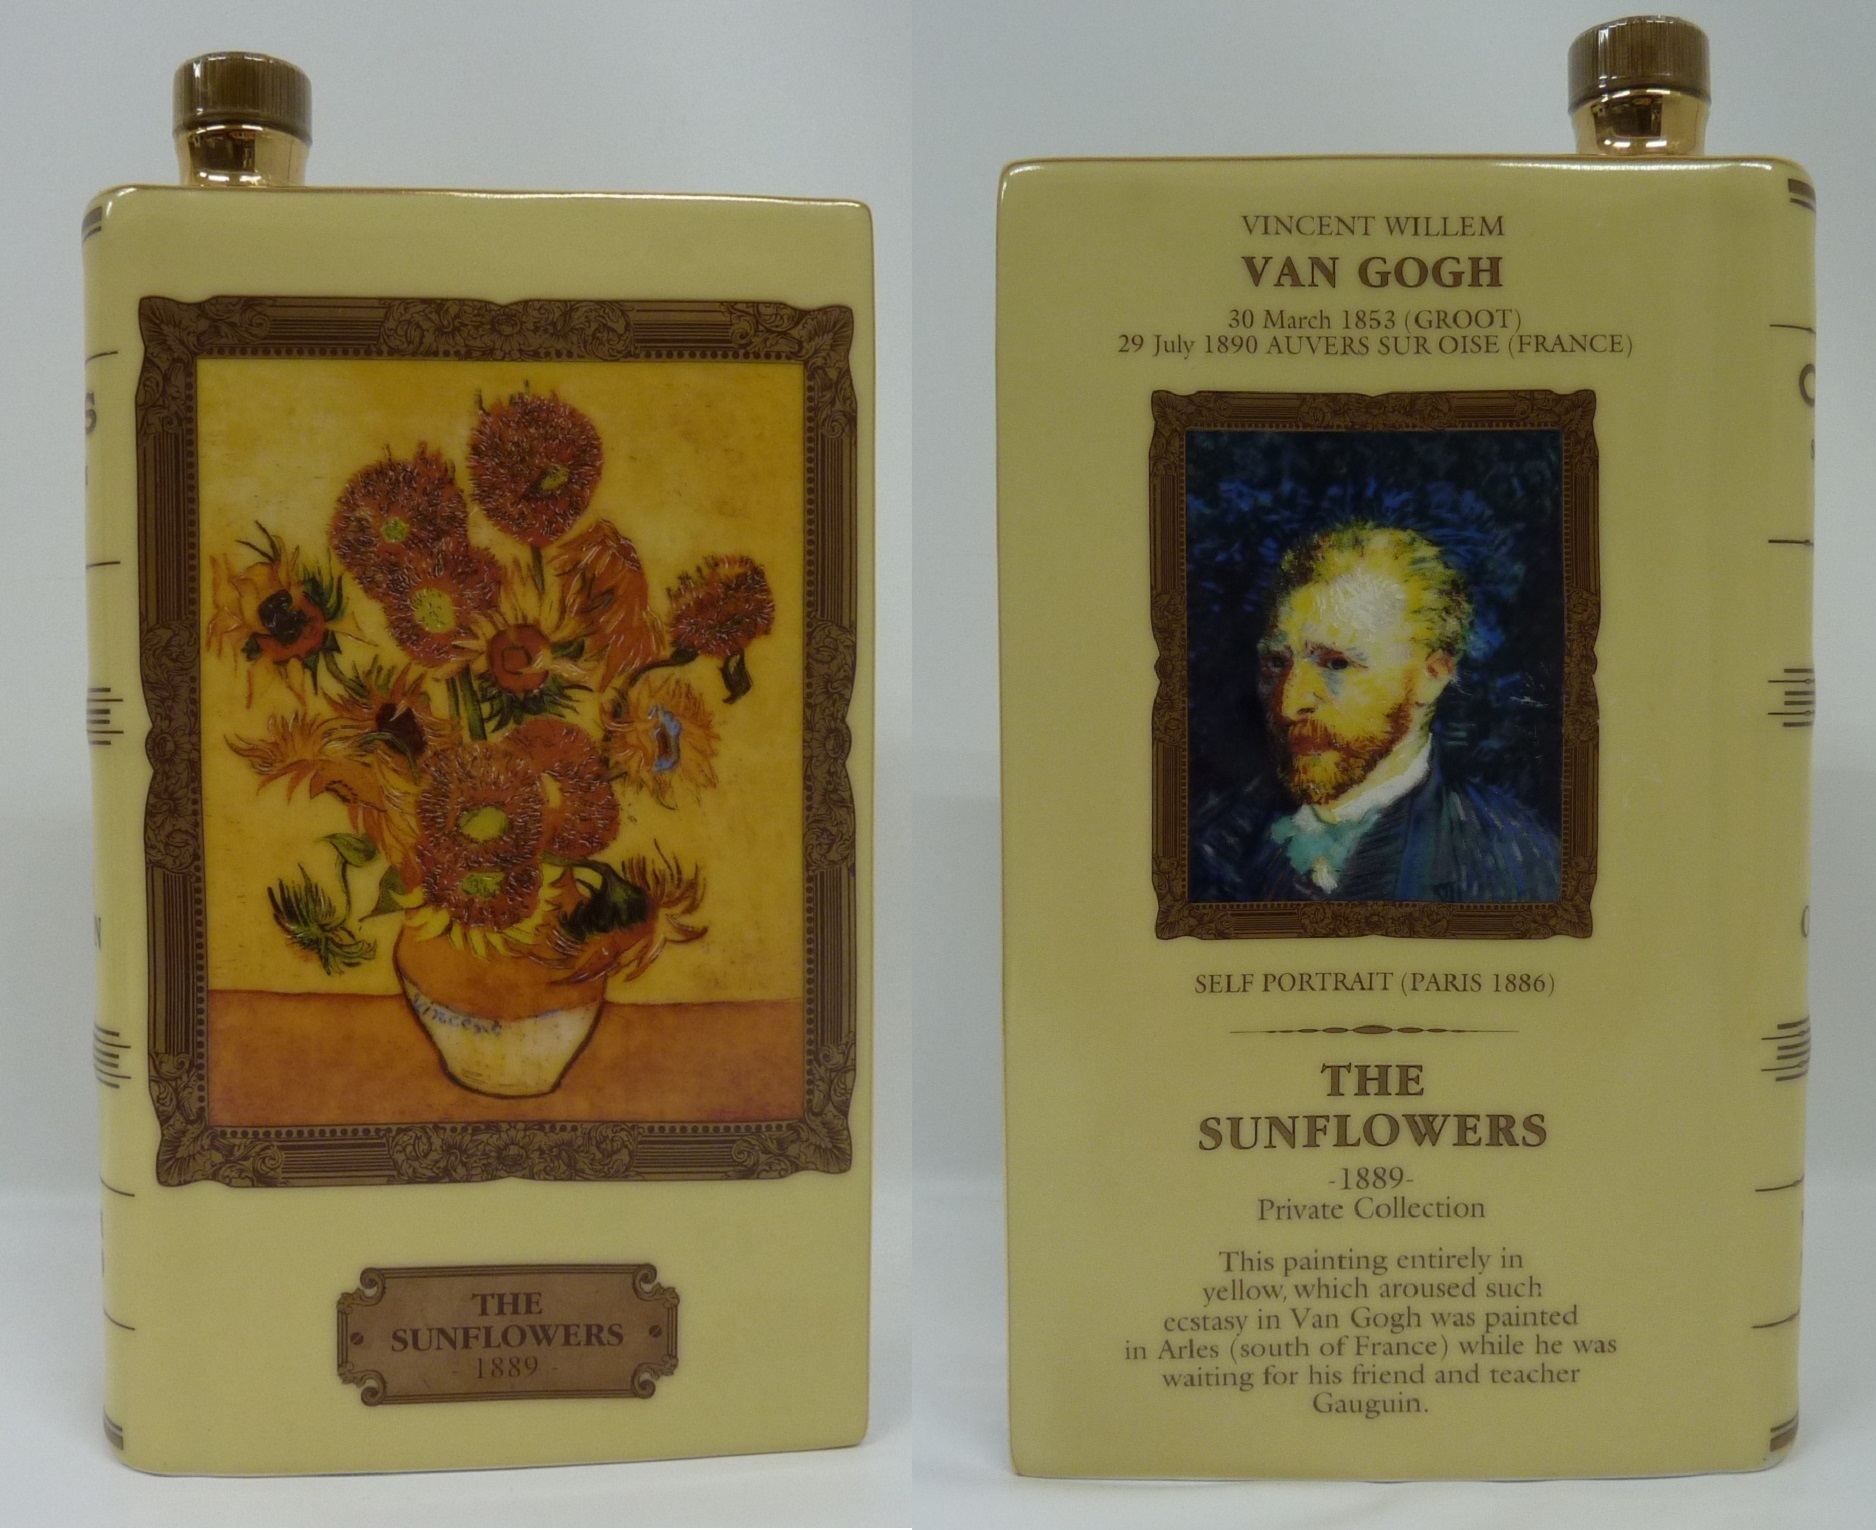 Vincent
THE
SUNFLOWERS
- 1889 -
VINCENT WILLEM
VAN GOGH
30 March 1853 (GROOT)
29 July 1890 AUVERS SUR OISE (FRANCE)
SELF PORTRAIT (PARIS 1886)
THE
SUNFLOWERS
-1889-
Private Collection
This painting entirely in
yellow, which aroused such
ecstasy in Van Gogh was painted
in Arles (south of France) while he was
waiting for his friend and teacher
Gauguin.